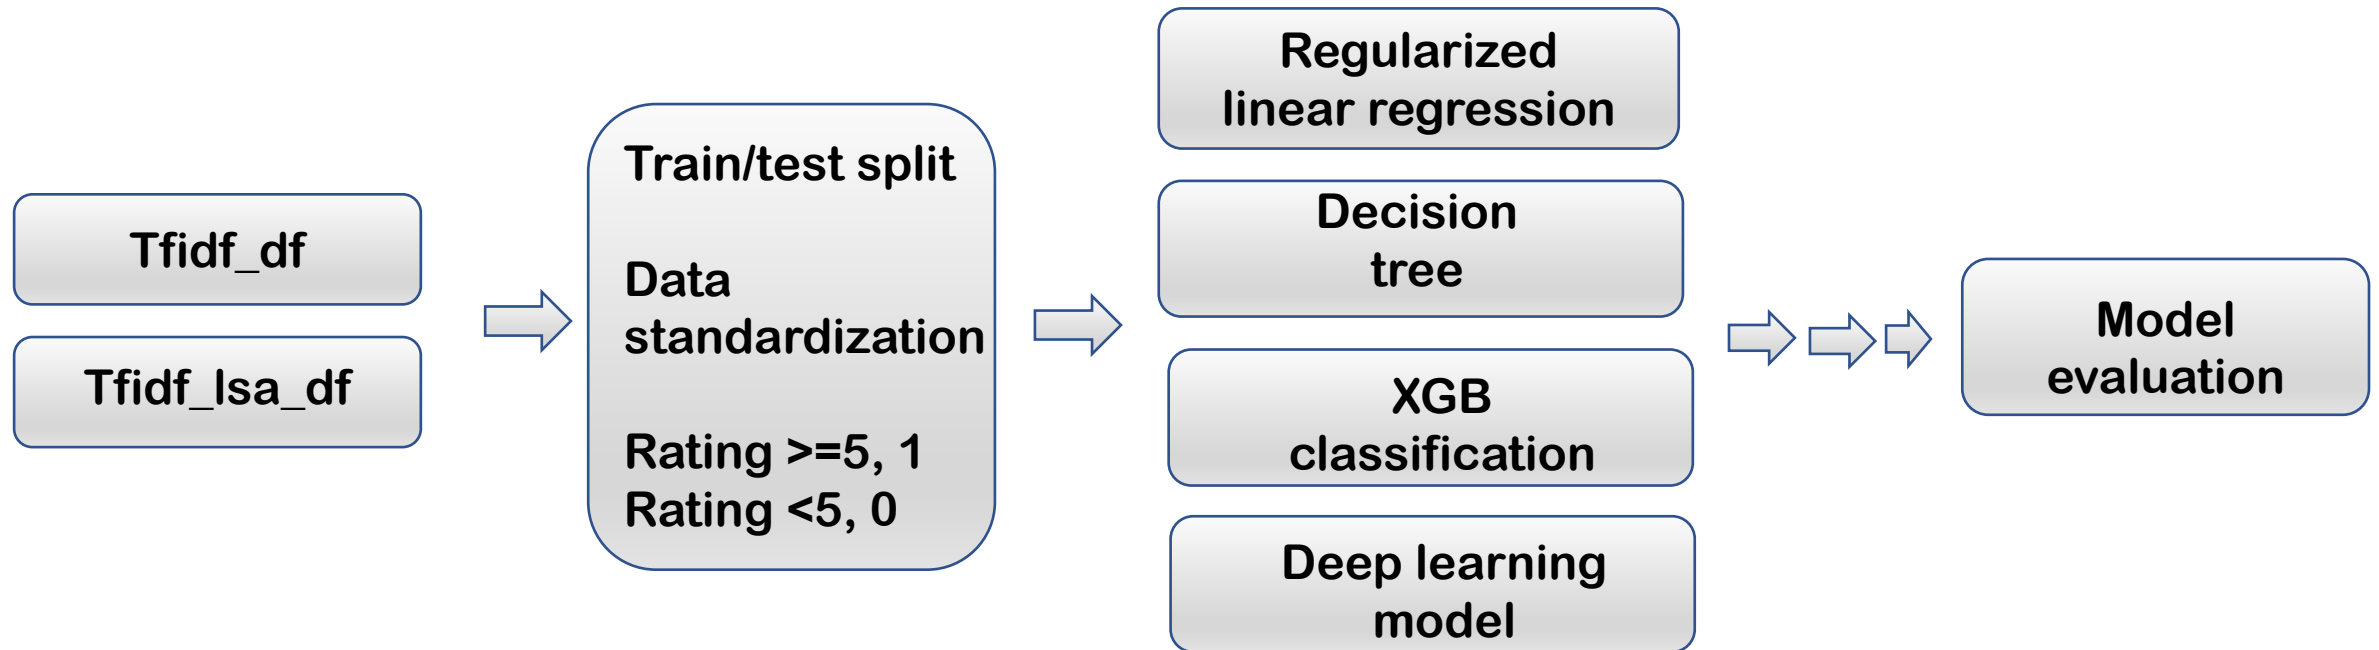 Tfidf_df
Tfidf_lsa_df
Train/test split
Data
standardization
Rating >=5, 1
Rating <5, 0
Regularized
linear regression
Decision
tree
XGB
classification
Deep learning
model
Model
evaluation